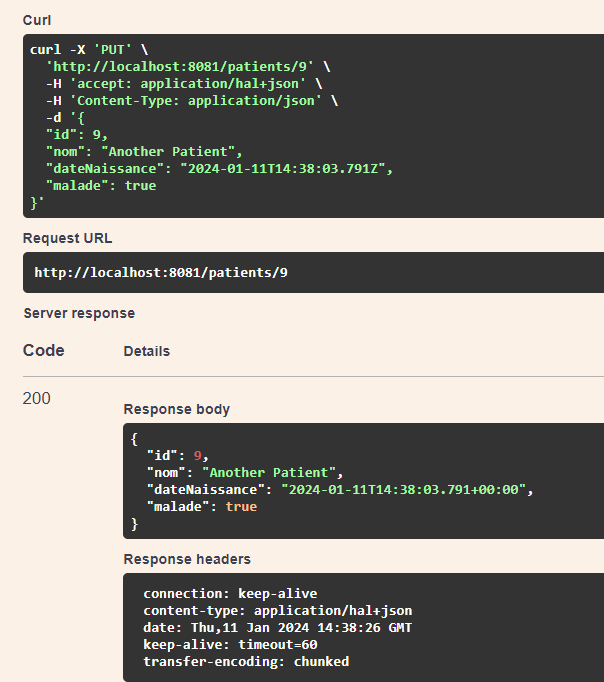 Curl
curl -X 'PUT' \
  'http://localhost:8081/patients/9' \
  -H 'accept: application/hal+json' \
  -H 'Content-Type: application/json' \
  -d '{
  "id": 9,
  "nom": "Another Patient",
  "dateNaissance": "2024-01-11T14:38:03.791Z",
  "malade": true
}'
Request URL
http://localhost:8081/patients/9
Server response
Code Details
200
Response body
{
  "id": 9,
  "nom": "Another Patient",
  "dateNaissance": "2024-01-11T14:38:03.791+00:00",
  "malade": true
}
Response headers
connection: keep-alive
content-type: application/hal+json
date: Thu,11 Jan 2024 14:38:26 GMT
keep-alive: timeout=60
transfer-encoding: chunked